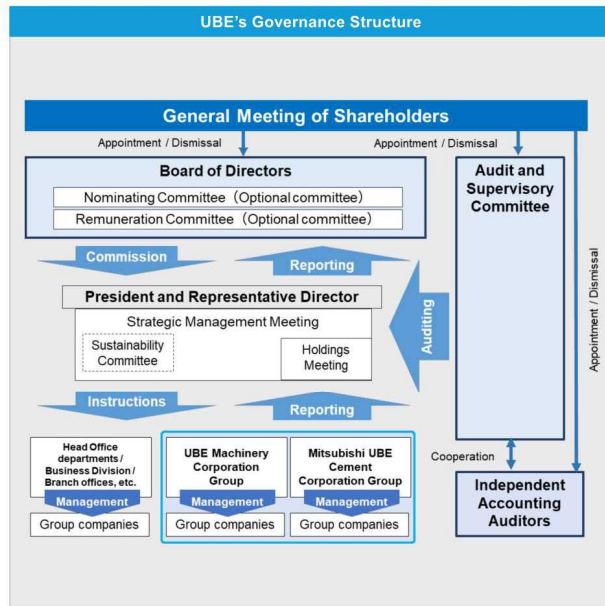 UBE's Governance Structure
General Meeting of Shareholders
Appointment / Dismissal
Appointment / Dismissal
Board of Directors
Nominating Committee（Optional committee）
Remuneration Committee（Optional committee）
Audit and
Supervisory
Committee
Appointment / Dismissal
Commission
Reporting
President and Representative Director
Strategic Management Meeting
Sustainability
Committee
Holdings
Meeting
Auditing
Instructions
Reporting
Head Office
departments /
Business Division /
Branch offices, etc.
Management
Group companies
UBE Machinery
Corporation
Group
Management
Group companies
Mitsubishi UBE
Cement
Corporation Group
Management
Group companies
Cooperation
Independent
Accounting
Auditors